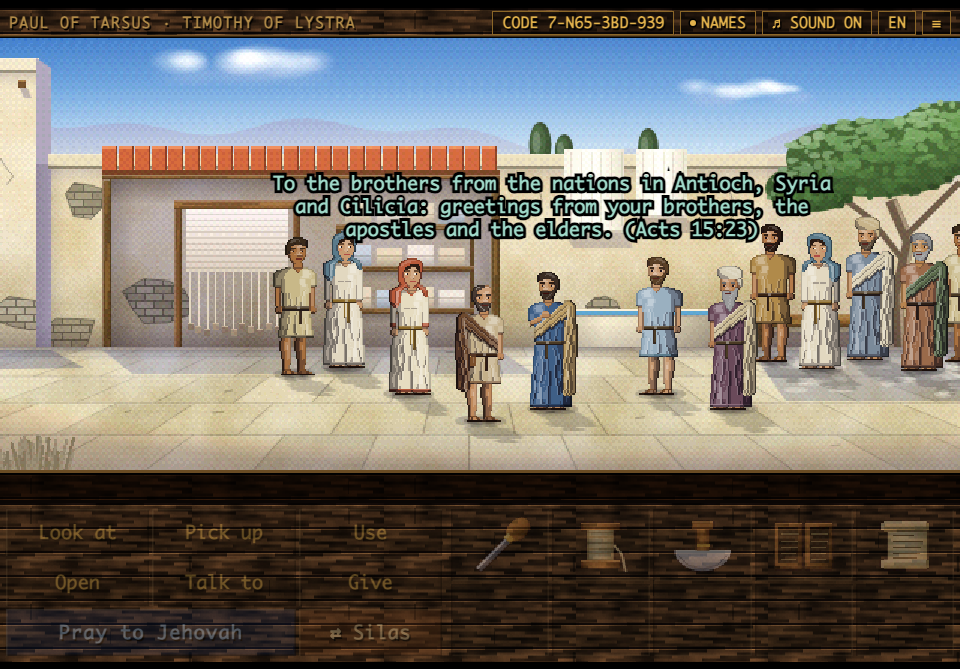 PAUL OF TARSUS · TIMOTHY OF LYSTRA
CODE 7-N65-3BD-939
• NAMES
♬ SOUND ON
EN
≡
To the brothers from the nations in Antioch, Syria
and Cilicia: greetings from your brothers, the
apostles and the elders. (Acts 15:23)
Look at
Pick up
Use
Open
Talk to
Give
Pray to Jehovah
⇄ Silas